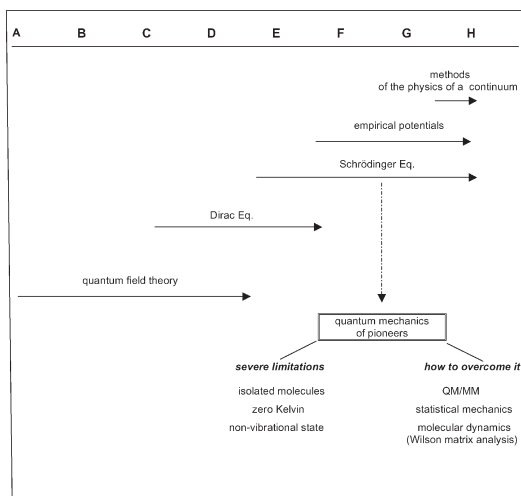 A B C D E F G H
methods
of the physics of a continuum
empirical potentials
Schrödinger Eq.
Dirac Eq.
quantum field theory
quantum mechanics
of pioneers
severe limitations
how to overcome it
isolated molecules
QM/MM
zero Kelvin
statistical mechanics
non-vibrational state
molecular dynamics
(Wilson matrix analysis)